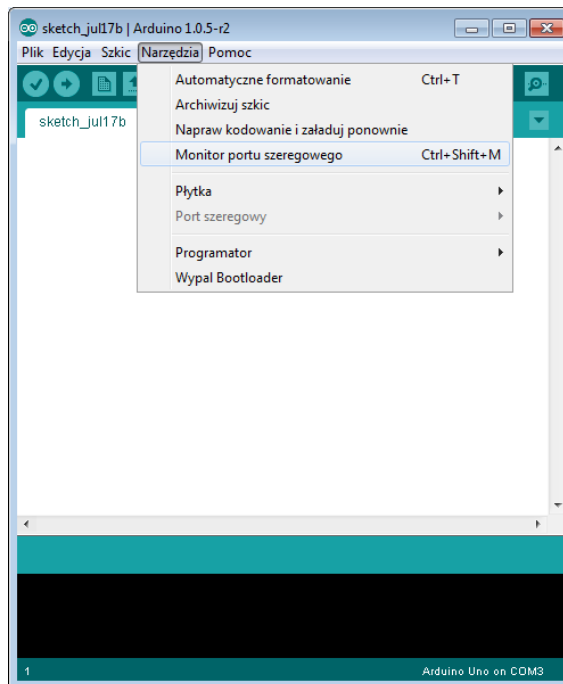 sketch_jul17b | Arduino 1.0.5-r2
Plik Edycja Szkic Narzędzia Pomoc
sketch_jul17b
Automatyczne formatowanie Ctrl+T
Archiwizuj szkic
Napraw kodowanie i załaduj ponownie
Monitor portu szeregowego Ctrl+Shift+M
Płytka
Port szeregowy
Programator
Wypal Bootloader
1 Arduino Uno on COM3